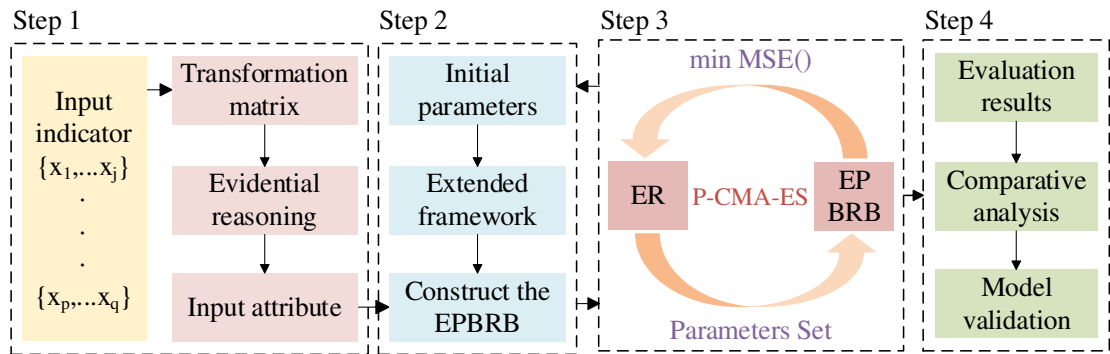 Step 1
Input
indicator
{x₁,...xⱼ}
.
.
.
{xₚ,...x_q}
Transformation
matrix
Evidential
reasoning
Input attribute
Step 2
Initial
parameters
Extended
framework
Construct the
EPBRB
Step 3
min MSE()
ER
P-CMA-ES
EP
BRB
Parameters Set
Step 4
Evaluation
results
Comparative
analysis
Model
validation